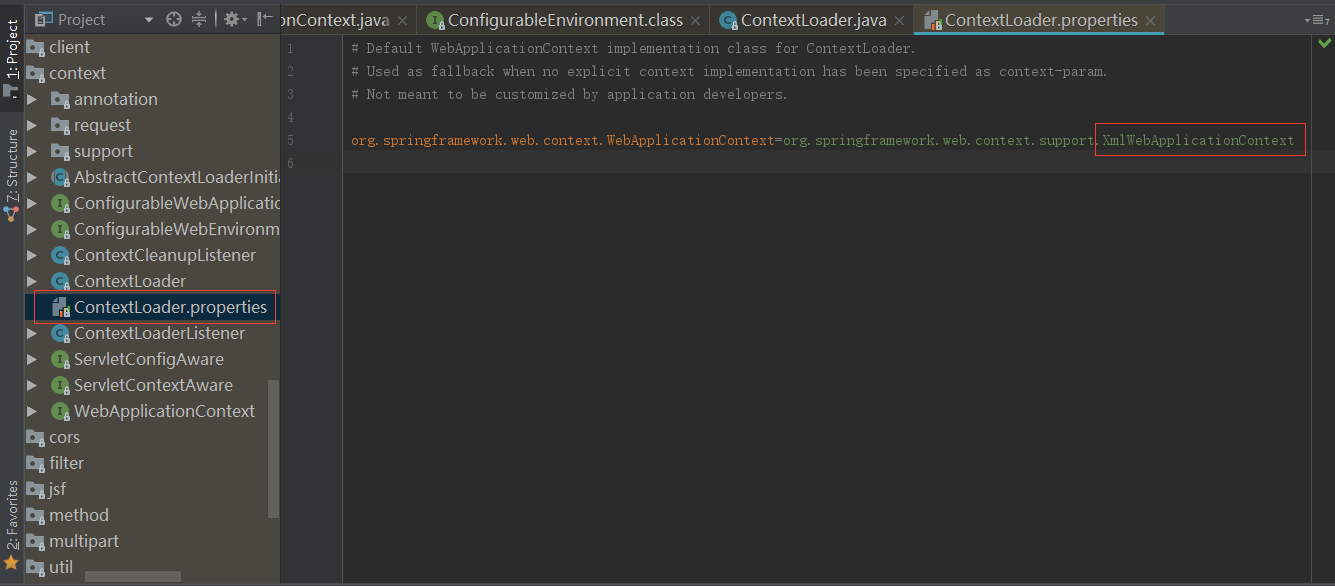 Project
onContext.java
ConfigurableEnvironment.class
ContextLoader.java
ContextLoader.properties
7
1: Project
7: Structure
2: Favorites
client
context
annotation
request
support
AbstractContextLoaderIniti
ConfigurableWebApplicatio
ConfigurableWebEnvironm
ContextCleanupListener
ContextLoader
ContextLoader.properties
ContextLoaderListener
ServletConfigAware
ServletContextAware
WebApplicationContext
cors
filter
jsf
method
multipart
util
1 # Default WebApplicationContext implementation class for ContextLoader.
2 # Used as fallback when no explicit context implementation has been specified as context-param.
3 # Not meant to be customized by application developers.
4
5 org.springframework.web.context.WebApplicationContext=org.springframework.web.context.support.XmlWebApplicationContext
6